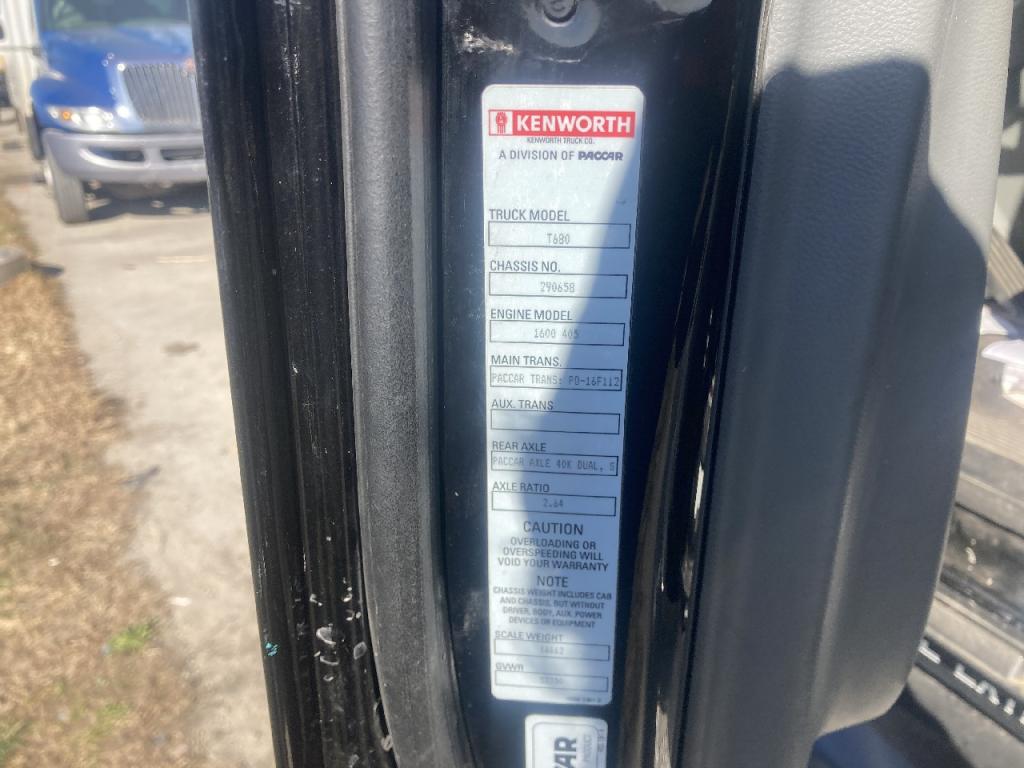 KENWORTH
KENWORTH TRUCK CO.
A DIVISION OF PACCAR
TRUCK MODEL
T680
CHASSIS NO.
290658
ENGINE MODEL
1600 405
MAIN TRANS.
PACCAR TRANS: PO-16F112
AUX. TRANS
REAR AXLE
PACCAR AXLE 40K DUAL, S
AXLE RATIO
2.64
CAUTION
OVERLOADING OR
OVERSPEEDING WILL
VOID YOUR WARRANTY
NOTE
CHASSIS WEIGHT INCLUDES CAB
AND CHASSIS, BUT WITHOUT
DRIVER, BODY, AUX. POWER
DEVICES OR EQUIPMENT
SCALE WEIGHT
GVWR